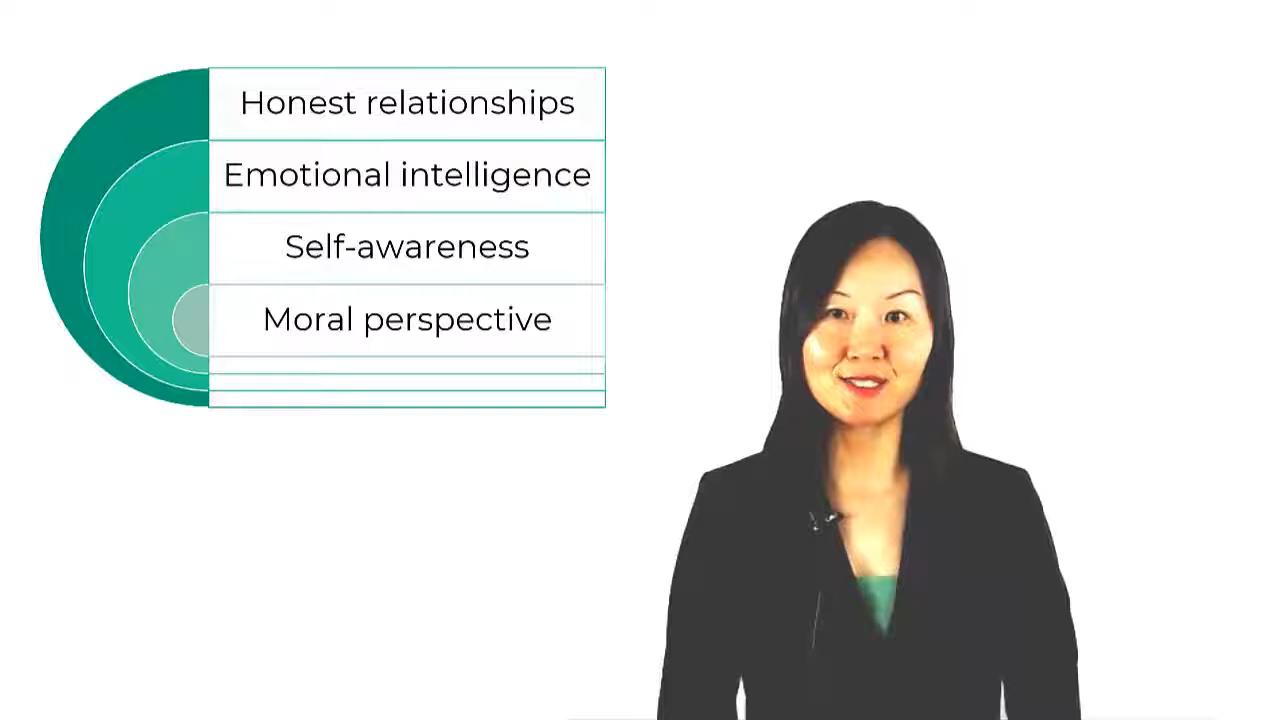 Honest relationships
Emotional intelligence
Self-awareness
Moral perspective